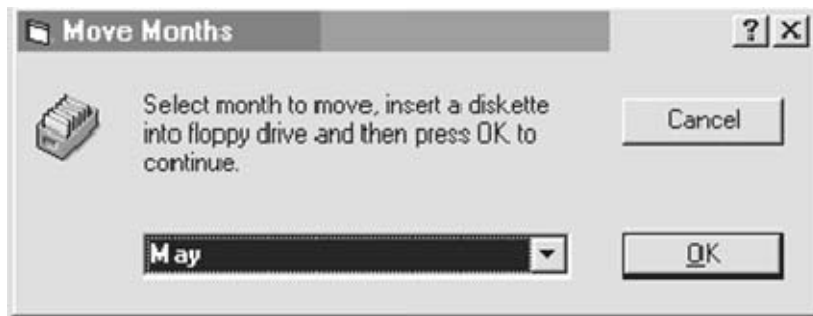 Move Months
Select month to move, insert a diskette
into floppy drive and then press OK to
continue.
Cancel
May
OK